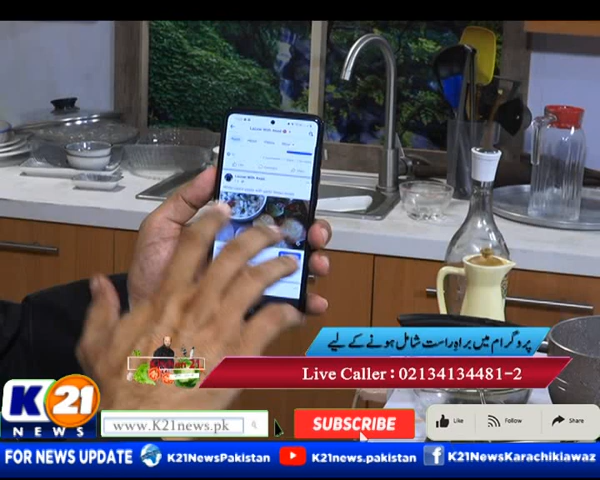 پروگرام میں براہِ راست شامل ہونے کے لیے
Live Caller : 02134134481-2
K21
NEWS
www.K21news.pk
SUBSCRIBE
Like
Follow
Share
FOR NEWS UPDATE K21NewsPakistan K21news.pakistan K21NewsKarachikiawaz